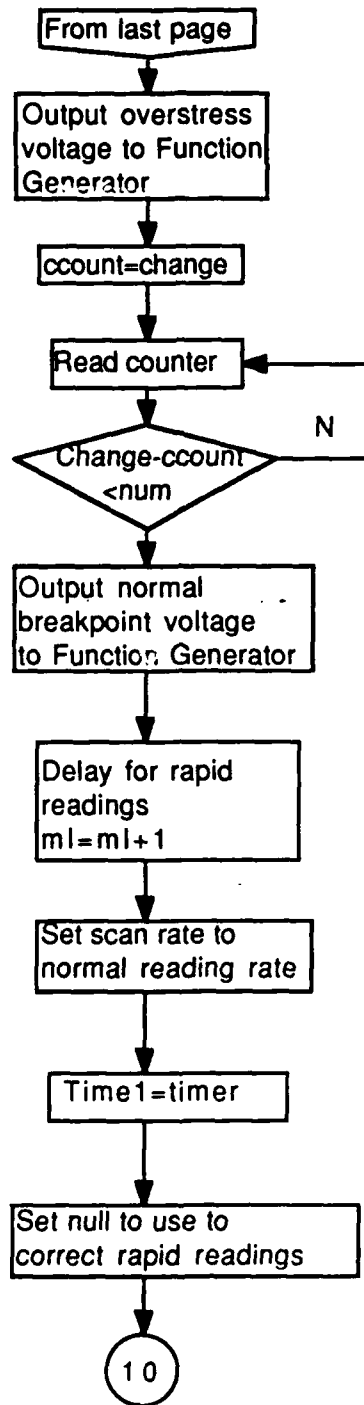 From last page
Output overstress
voltage to Function
Generator
ccount=change
Read counter
N
Change-ccount
<num
Output normal
breakpoint voltage
to Function Generator
Delay for rapid
readings
ml=ml+1
Set scan rate to
normal reading rate
Time1=timer
Set null to use to
correct rapid readings
10